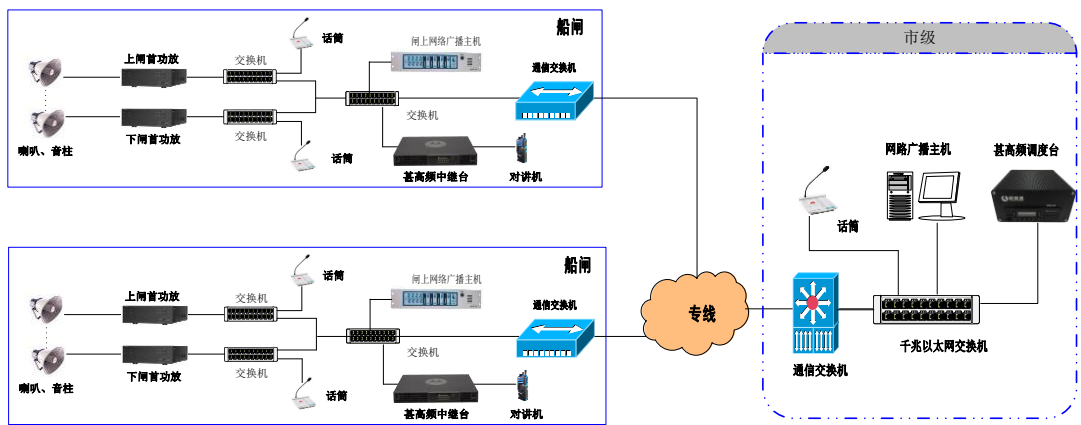 船闸
话筒
上闸首功放
交换机
闸上网络广播主机
通信交换机
下闸首功放
交换机
喇叭、音柱
话筒
交换机
甚高频中继台
对讲机
船闸
话筒
上闸首功放
交换机
闸上网络广播主机
通信交换机
下闸首功放
交换机
喇叭、音柱
话筒
交换机
甚高频中继台
对讲机
专线
市级
网路广播主机
甚高频调度台
话筒
千兆以太网交换机
通信交换机